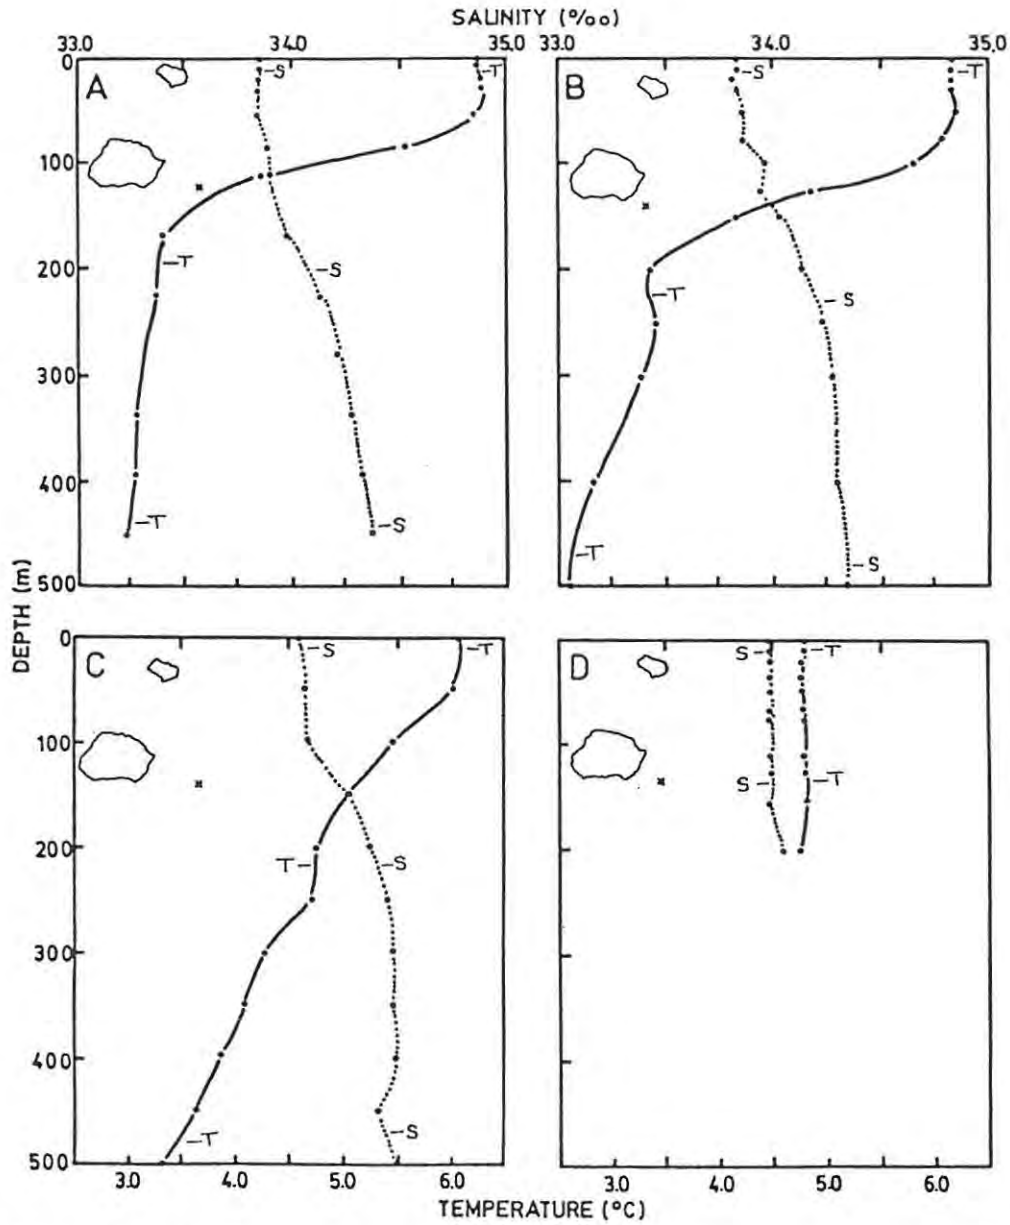 SALINITY (‰)
33.0 34.0 35.0 33.0 34.0 35.0
A -S -T B -S -T
0
100
200
300
400
500
-T -S
-T -S
-T -S
-T -S
DEPTH (m)
C -S -T D S- -T
0
100
200
300
400
500
T- -S
S- -T
-T -S
3.0 4.0 5.0 6.0 3.0 4.0 5.0 6.0
TEMPERATURE (°C)